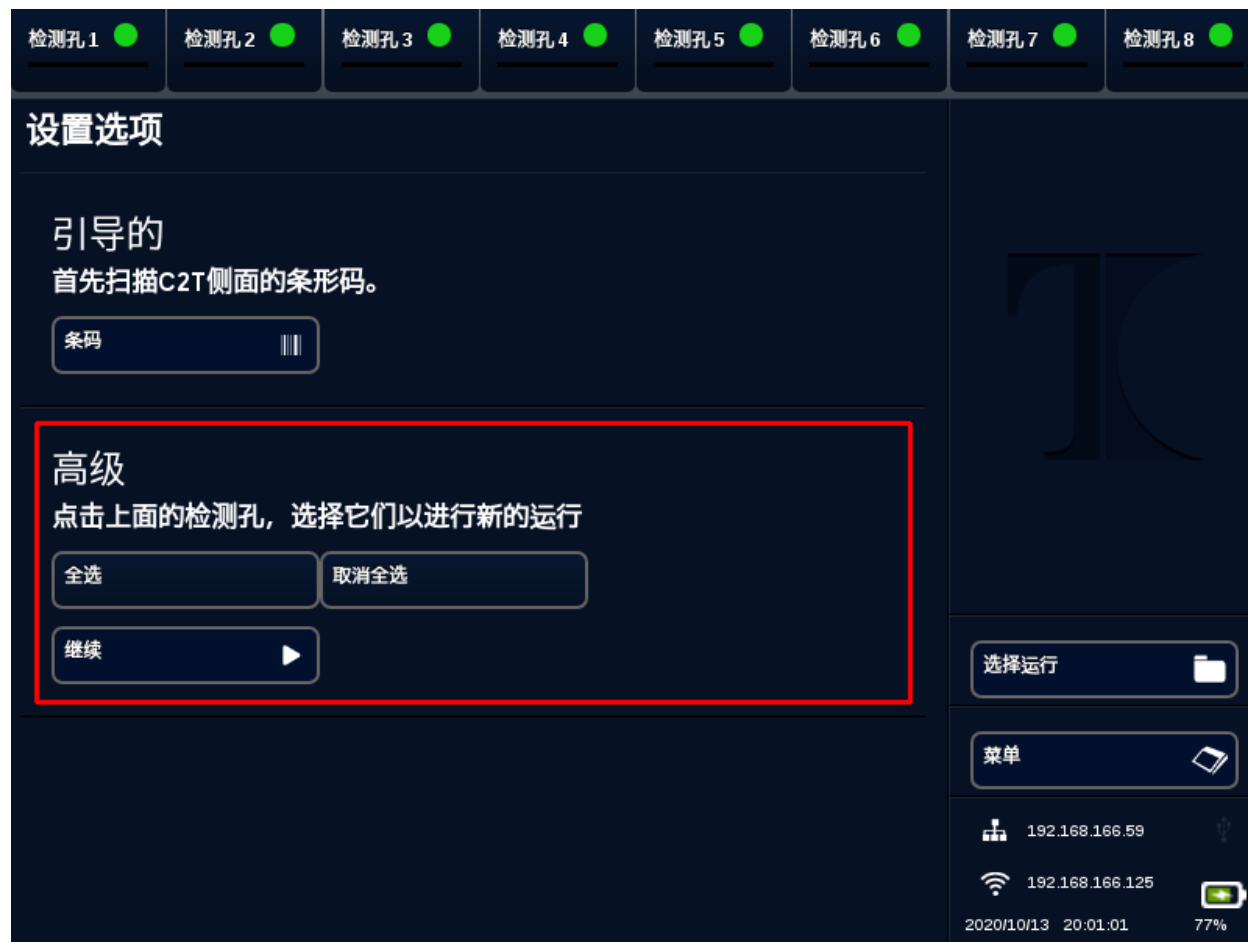 检测孔1 检测孔2 检测孔3 检测孔4 检测孔5 检测孔6 检测孔7 检测孔8
设置选项
引导的
首先扫描C2T侧面的条形码。
条码
高级
点击上面的检测孔，选择它们以进行新的运行
全选 取消全选
继续
选择运行
菜单
192.168.166.59
192.168.166.125
2020/10/13 20:01:01 77%